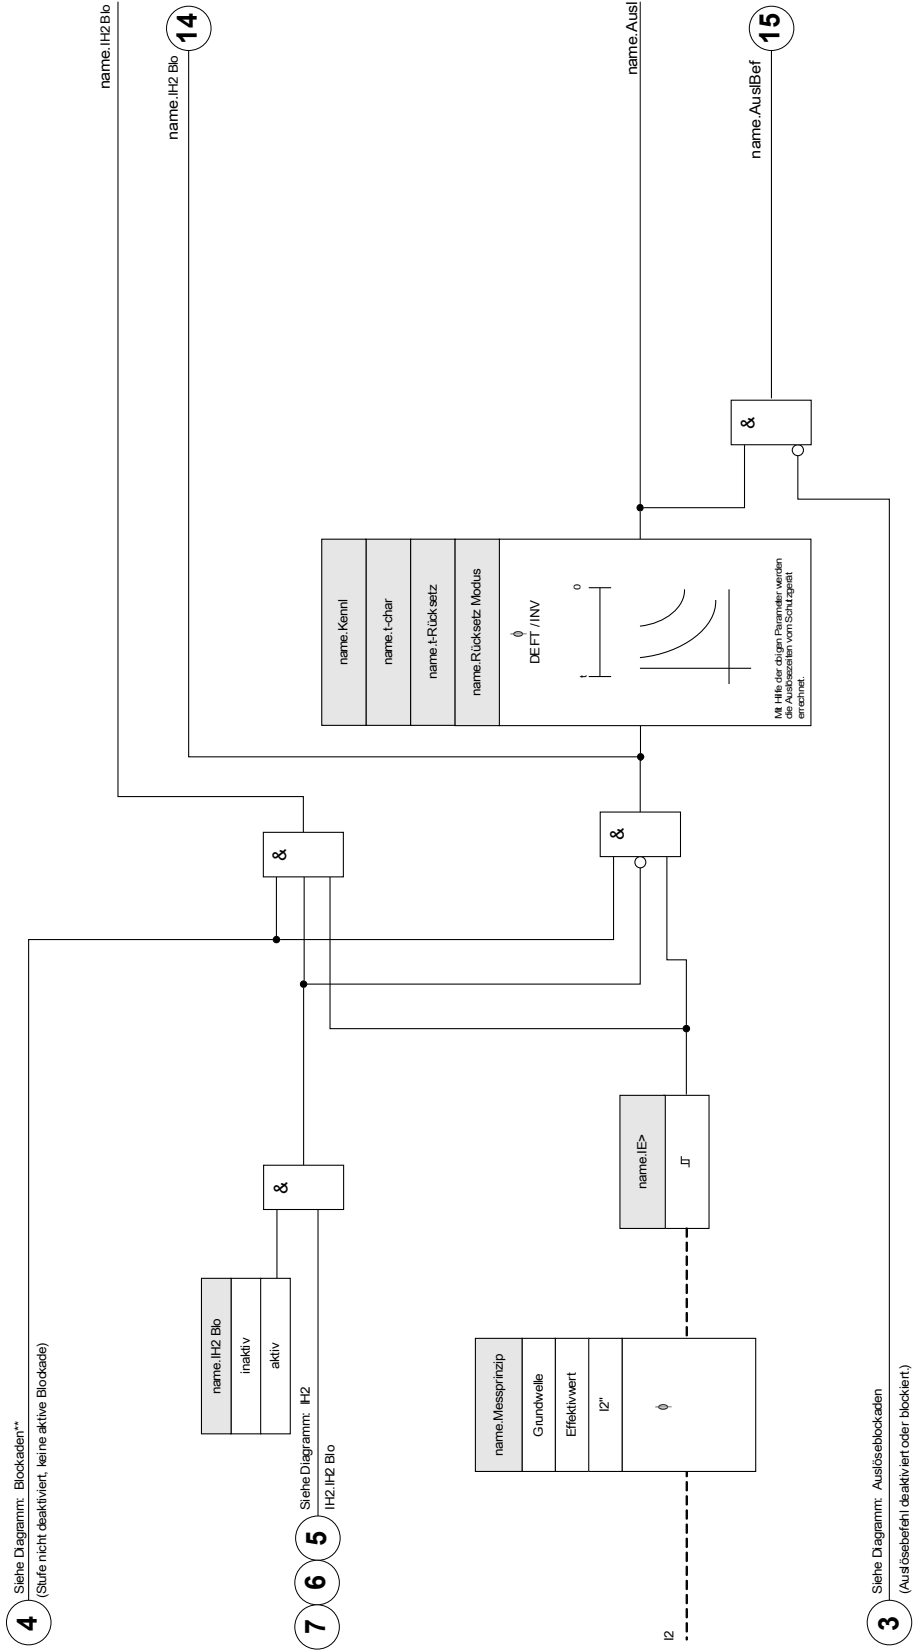 4
Siehe Diagramm: Blockaden**
(Stufe nicht deaktiviert, keine aktive Blockade)
name.IH2 Blo
name.IH2 Blo
inaktiv
aktiv
&
&
name.IH2 Blo
14
7
6
5
Siehe Diagramm: IH2
IH2.IH2 Blo
name.Kennl
name.t-char
name.t-Rücksetz
name.Rücksetz Modus
ϕ
DEFT / INV
t
0
Mit Hilfe der obigen Parameter werden
die Auslösezeiten vom Schutzgerät
errechnet.
name.Messprinzip
Grundwelle
Effektivwert
I2"
ϕ
I2
name.IE>
&
name.Ausl
&
name.AuslBef
15
3
Siehe Diagramm: Auslöseblockaden
(Auslösebefehl deaktiviert oder blockiert.)